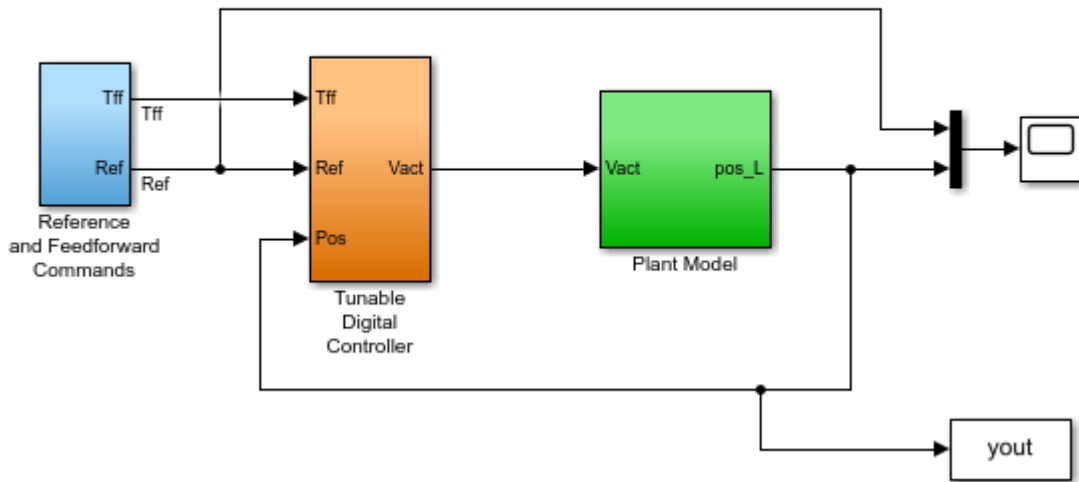 Tff
Tff
Ref
Ref
Reference
and Feedforward
Commands
Tff
Ref
Vact
Pos
Tunable
Digital
Controller
Vact
pos_L
Plant Model
yout